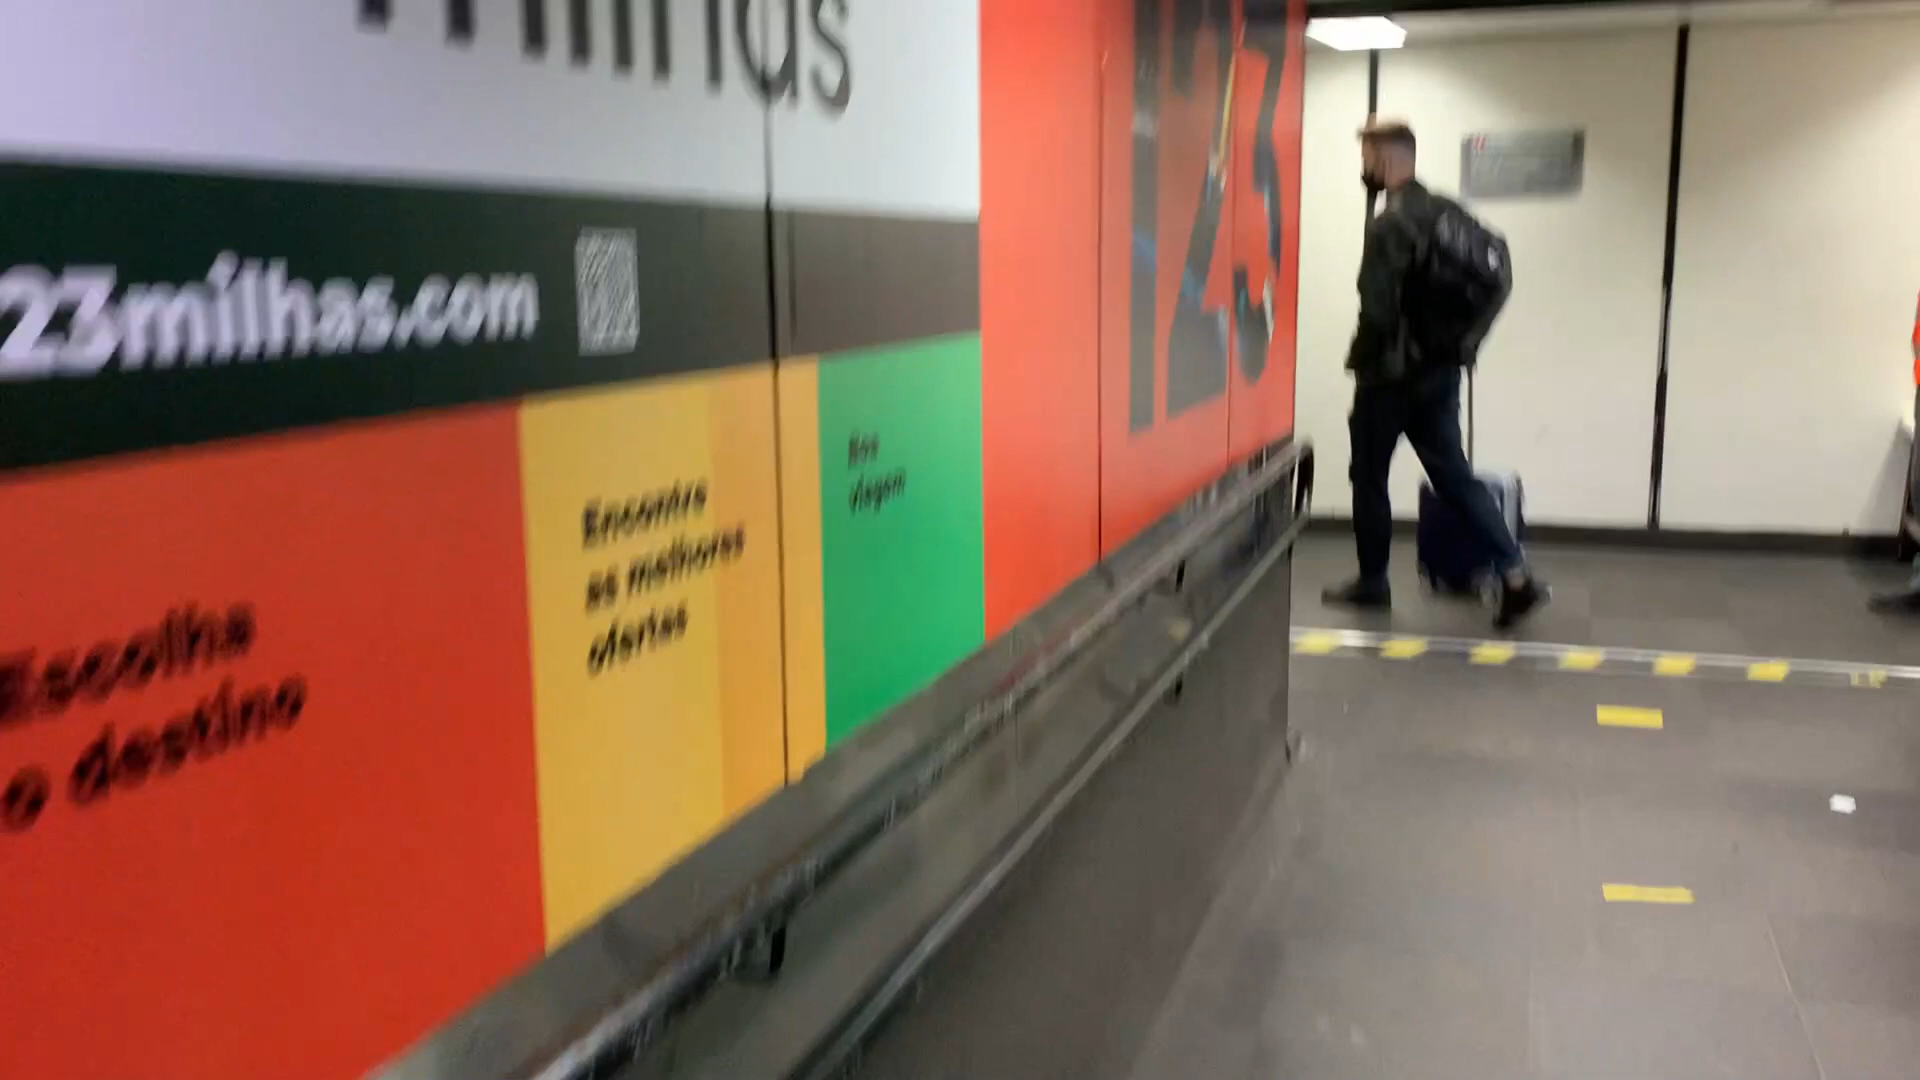 milhas
23milhas.com
Escolha
o destino
Encontre
as melhores
ofertas
Boa
viagem
123